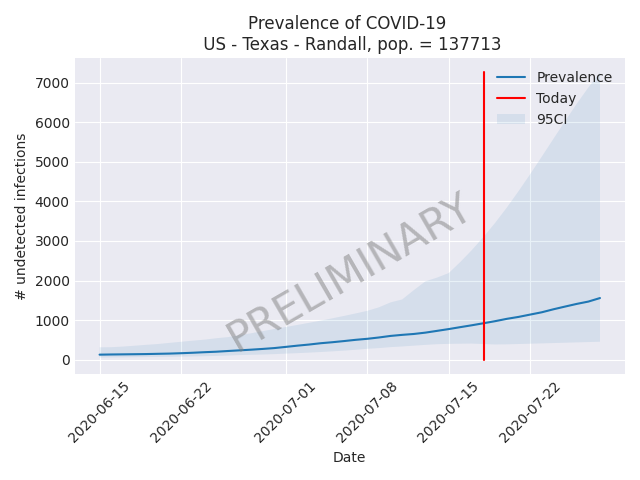 Prevalence of COVID-19
US - Texas - Randall, pop. = 137713
Prevalence
Today
95CI
PRELIMINARY
# undetected infections
7000
6000
5000
4000
3000
2000
1000
0
2020-06-15
2020-06-22
2020-07-01
2020-07-08
2020-07-15
2020-07-22
Date